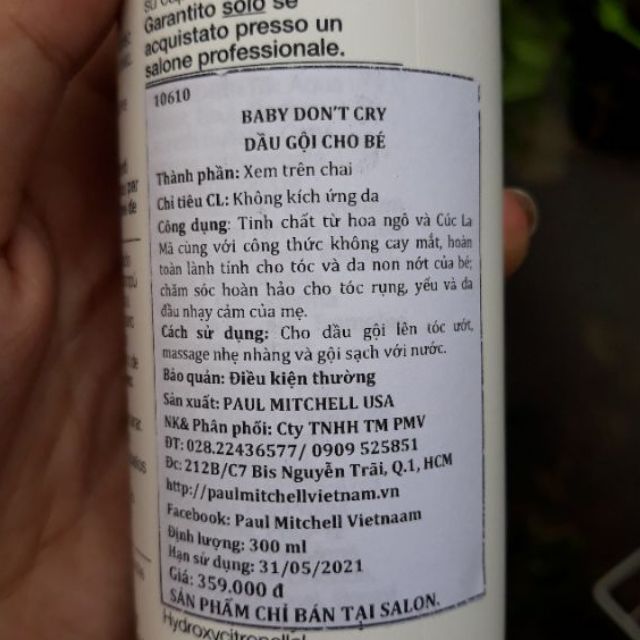 Garantito solo se
acquistato presso un
salone professionale.
10610
BABY DON'T CRY
DẦU GỘI CHO BÉ
Thành phần: Xem trên chai
Chỉ tiêu CL: Không kích ứng da
Công dụng: Tinh chất từ hoa ngô và Cúc La
Mã cùng với công thức không cay mắt, hoàn
toàn lành tính cho tóc và da non nớt của bé;
chăm sóc hoàn hảo cho tóc rụng, yếu và da
đầu nhạy cảm của mẹ.
Cách sử dụng: Cho dầu gội lên tóc ướt,
massage nhẹ nhàng và gội sạch với nước.
Bảo quản: Điều kiện thường
Sản xuất: PAUL MITCHELL USA
NK& Phân phối: Cty TNHH TM PMV
ĐT: 028.22436577/ 0909 525851
Đc: 212B/C7 Bis Nguyễn Trãi, Q.1, HCM
http://paulmitchellvietnam.vn
Facebook: Paul Mitchell Vietnaam
Định lượng: 300 ml
Hạn sử dụng: 31/05/2021
Giá: 359.000 đ
SẢN PHẨM CHỈ BÁN TẠI SALON.